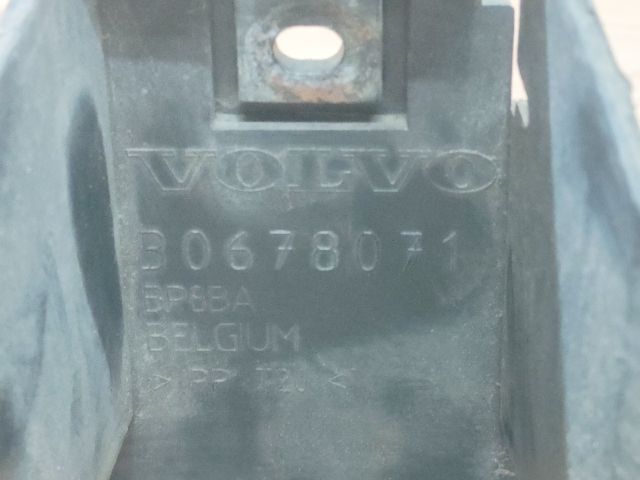 VOLVO
30678071
BP8BA
BELGIUM
> PP T20 <